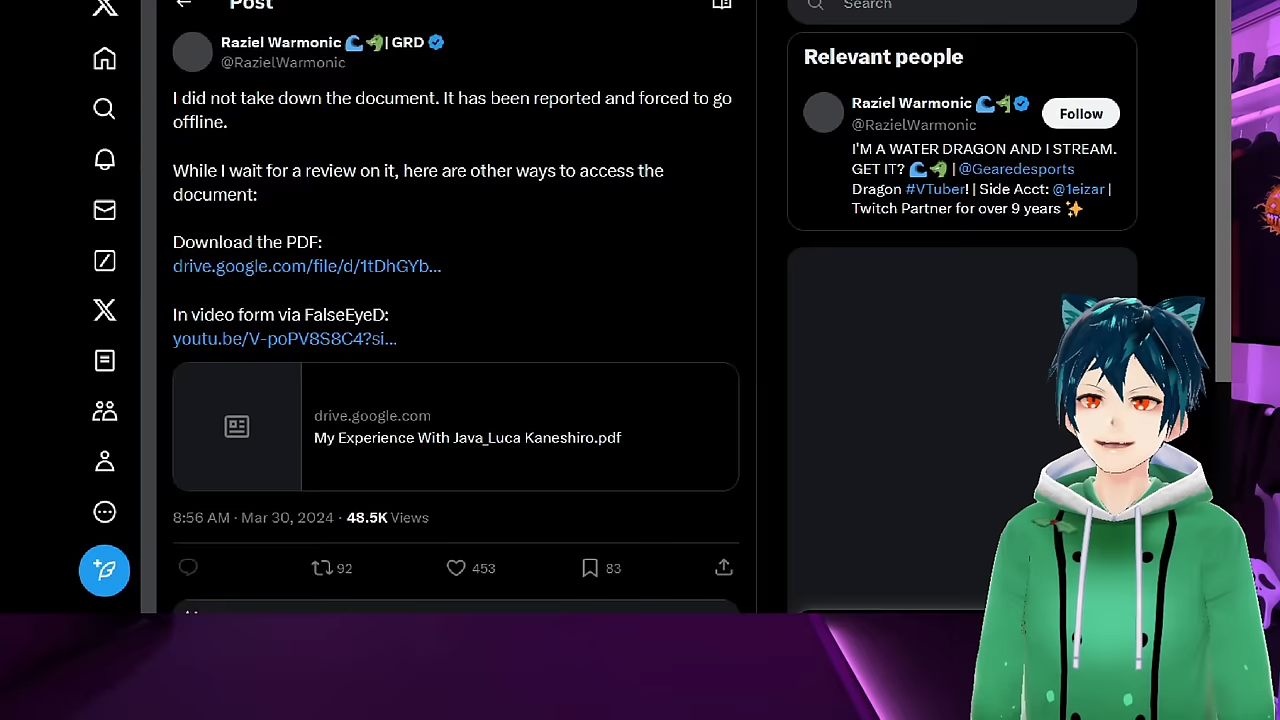 Post
Search
Raziel Warmonic 🌊🐲| GRD
@RazielWarmonic
I did not take down the document. It has been reported and forced to go
offline.
While I wait for a review on it, here are other ways to access the
document:
Download the PDF:
drive.google.com/file/d/1tDhGYb...
In video form via FalseEyeD:
youtu.be/V-poPV8S8C4?si...
drive.google.com
My Experience With Java_Luca Kaneshiro.pdf
8:56 AM · Mar 30, 2024 · 48.5K Views
92 453 83
Relevant people
Raziel Warmonic 🌊🐲
@RazielWarmonic
Follow
I'M A WATER DRAGON AND I STREAM.
GET IT? 🌊🐲 | @Gearedesports
Dragon #VTuber! | Side Acct: @1eizar |
Twitch Partner for over 9 years ✨